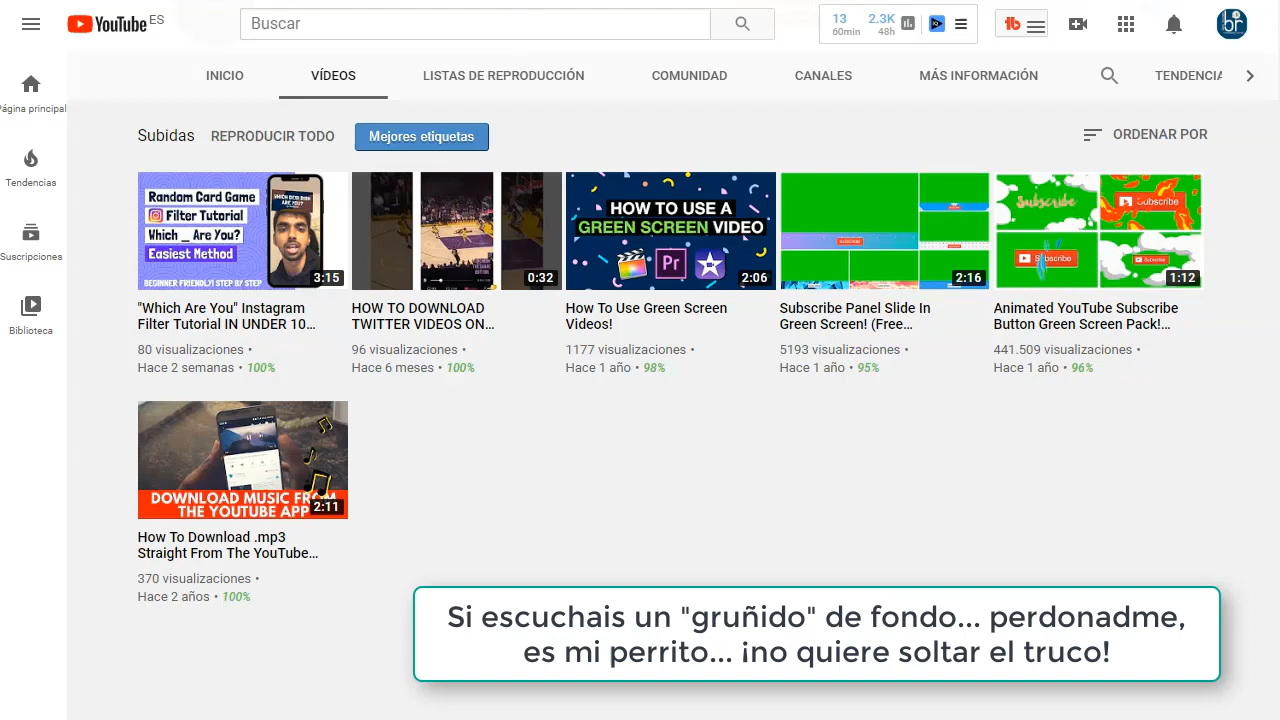 YouTube ES
Buscar
13 2.3K
60min 48h
INICIO VÍDEOS LISTAS DE REPRODUCCIÓN COMUNIDAD CANALES MÁS INFORMACIÓN TENDENCIA
Página principal
Tendencias
Suscripciones
Biblioteca
Subidas REPRODUCIR TODO Mejores etiquetas ORDENAR POR
Random Card Game
Filter Tutorial
Which _ Are You?
Easiest Method
BEGINNER FRIENDLY! STEP BY STEP
3:15
"Which Are You" Instagram
Filter Tutorial IN UNDER 10...
80 visualizaciones •
Hace 2 semanas • 100%
0:32
HOW TO DOWNLOAD
TWITTER VIDEOS ON...
96 visualizaciones •
Hace 6 meses • 100%
HOW TO USE A
GREEN SCREEN VIDEO
Pr
2:06
How To Use Green Screen
Videos!
1177 visualizaciones •
Hace 1 año • 98%
2:16
Subscribe Panel Slide In
Green Screen! (Free...
5193 visualizaciones •
Hace 1 año • 95%
Subscribe
Subscribe
Subscribe
Subscribe
1:12
Animated YouTube Subscribe
Button Green Screen Pack!...
441.509 visualizaciones •
Hace 1 año • 96%
DOWNLOAD MUSIC FROM
THE YOUTUBE APP
2:11
How To Download .mp3
Straight From The YouTube...
370 visualizaciones •
Hace 2 años • 100%
Si escuchais un "gruñido" de fondo... perdonadme,
es mi perrito... ¡no quiere soltar el truco!